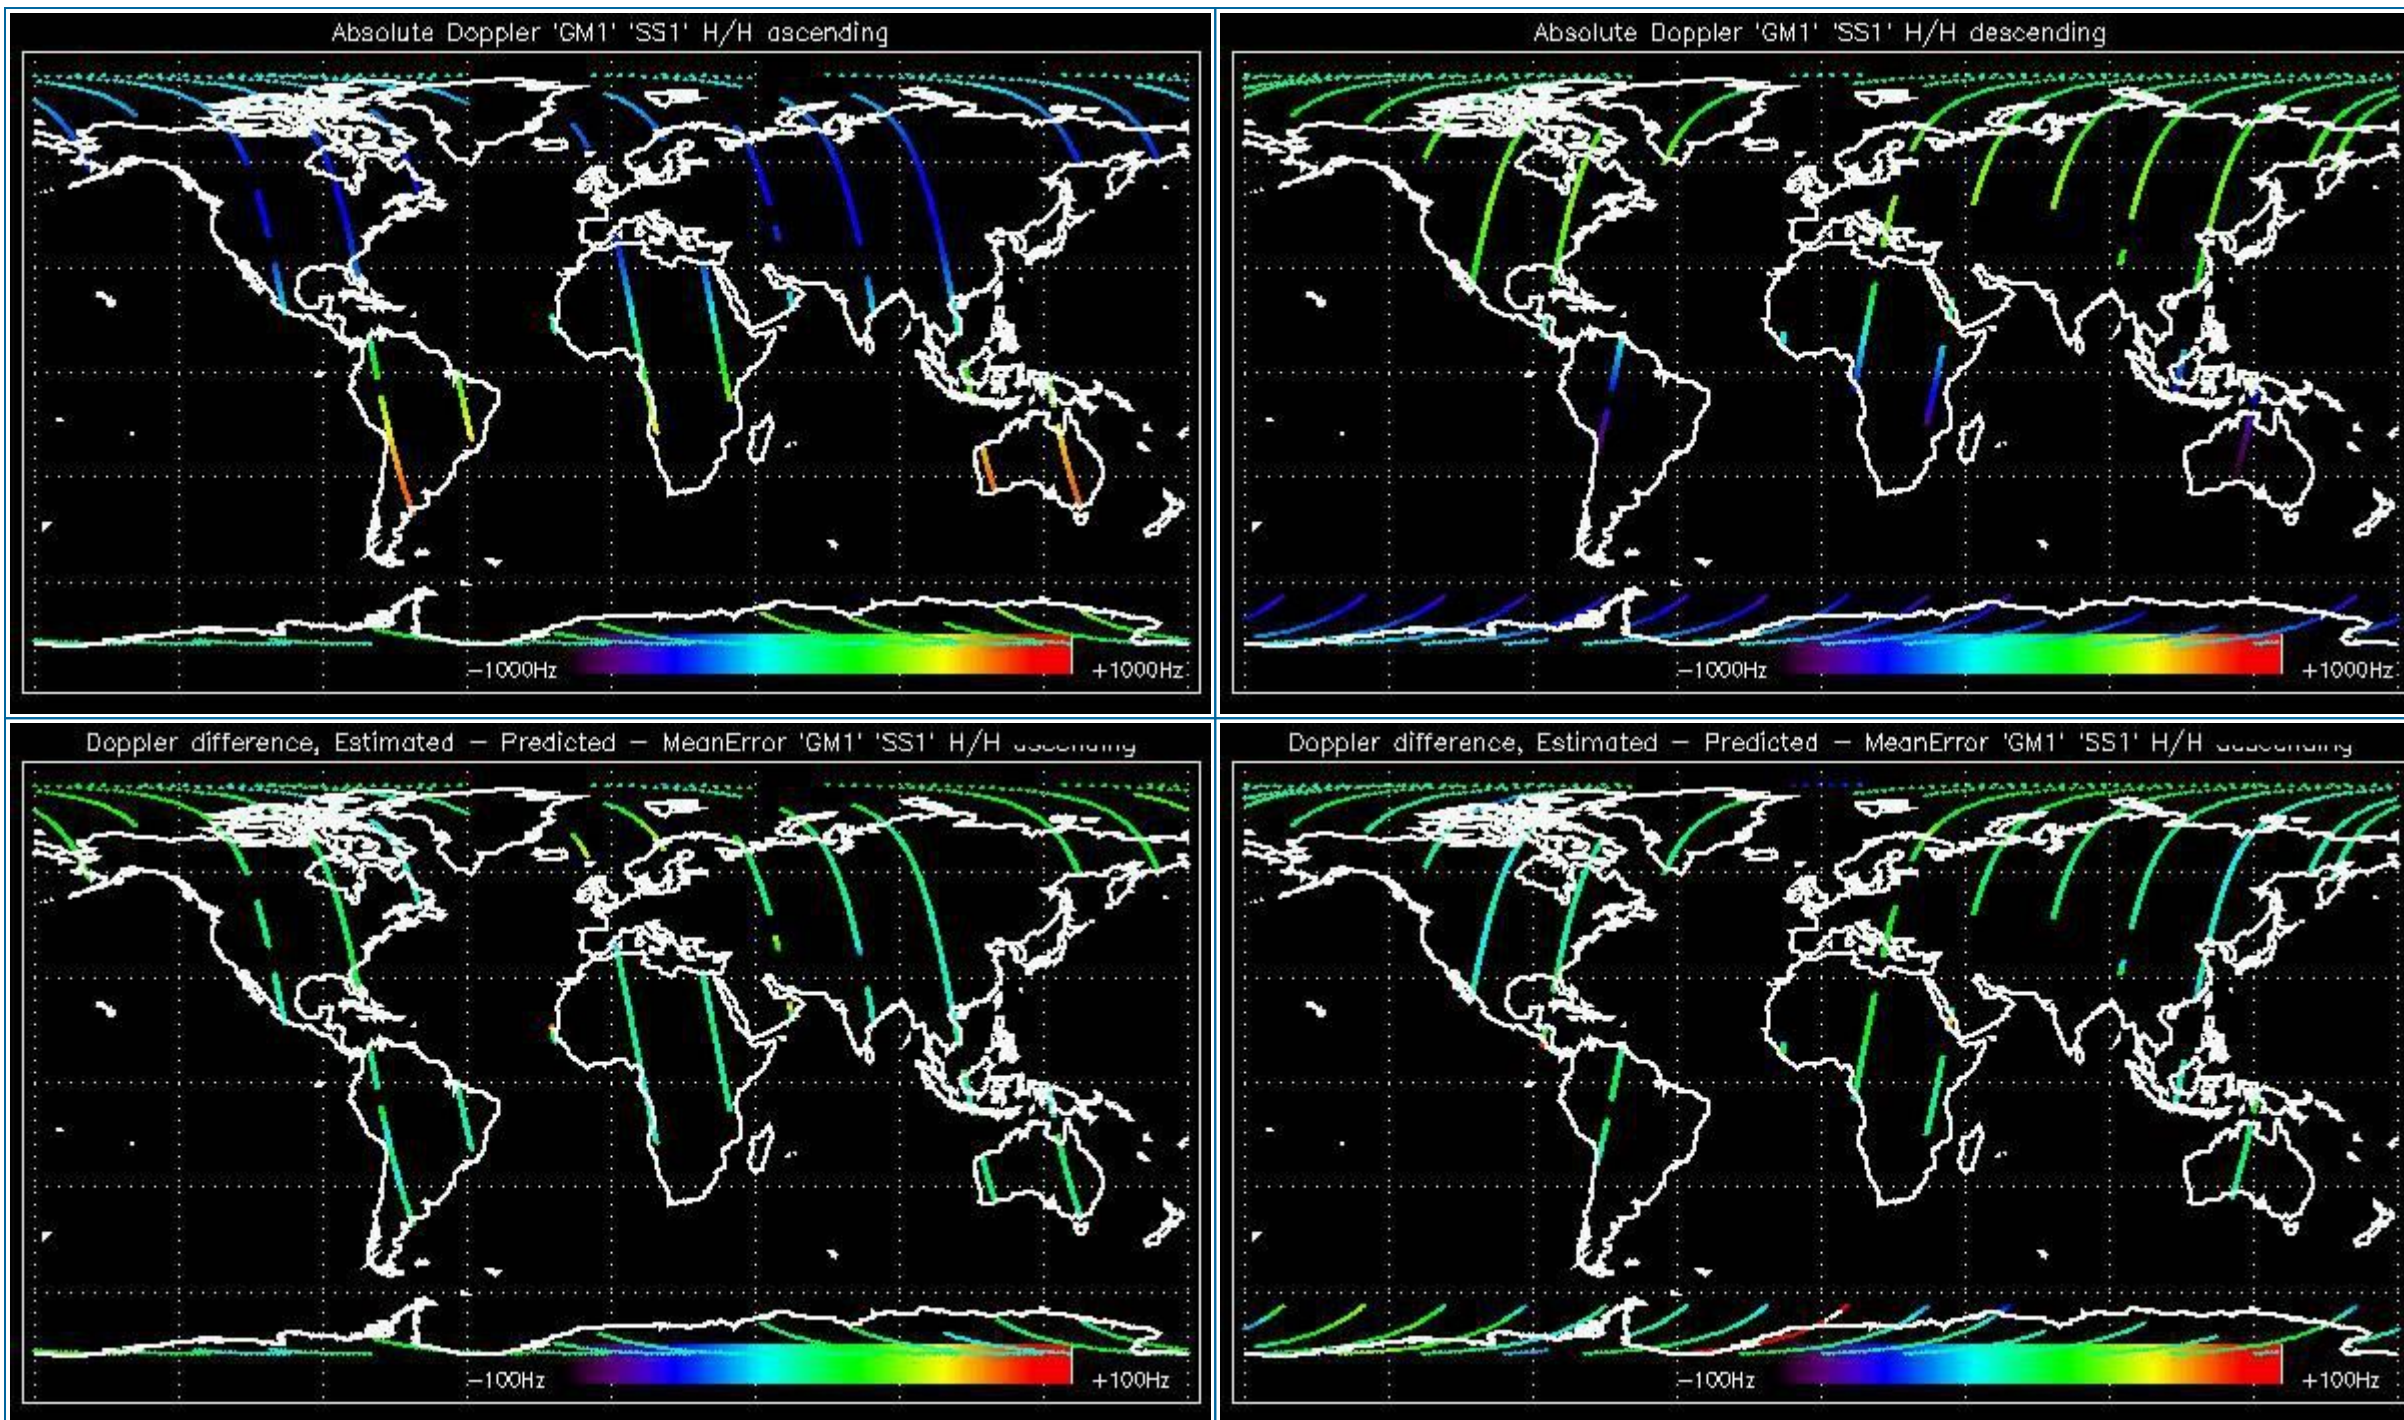 Absolute Doppler 'GM1' 'SS1' H/H ascending
−1000Hz
+1000Hz
Absolute Doppler 'GM1' 'SS1' H/H descending
−1000Hz
+1000Hz
Doppler difference, Estimated − Predicted − MeanError 'GM1' 'SS1' H/H
−100Hz
+100Hz
Doppler difference, Estimated − Predicted − MeanError 'GM1' 'SS1' H/H
−100Hz
+100Hz